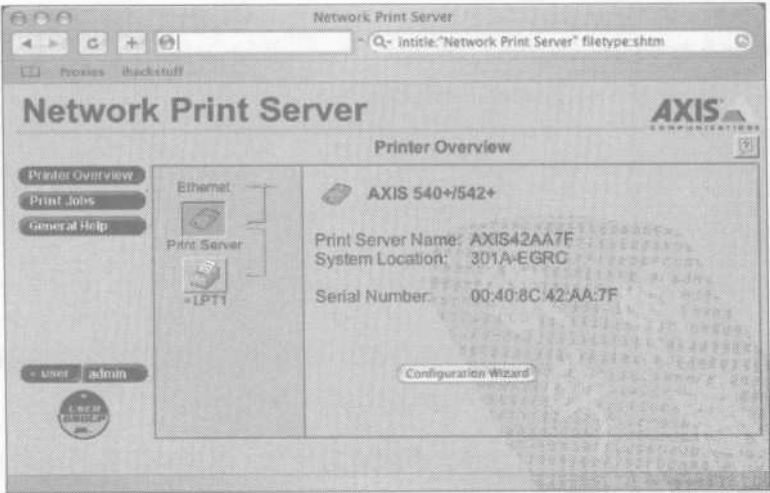 Network Print Server
intitle:"Network Print Server" filetype:shtm
Proxies ihackstuff
Network Print Server
AXIS
COMMUNICATIONS
Printer Overview
?
Printer Overview
Print Jobs
General Help
Ethernet
Print Server
LPT1
AXIS 540+/542+
Print Server Name: AXIS42AA7F
System Location: 301A-EGRC
Serial Number: 00:40:8C:42:AA:7F
Configuration Wizard
user admin